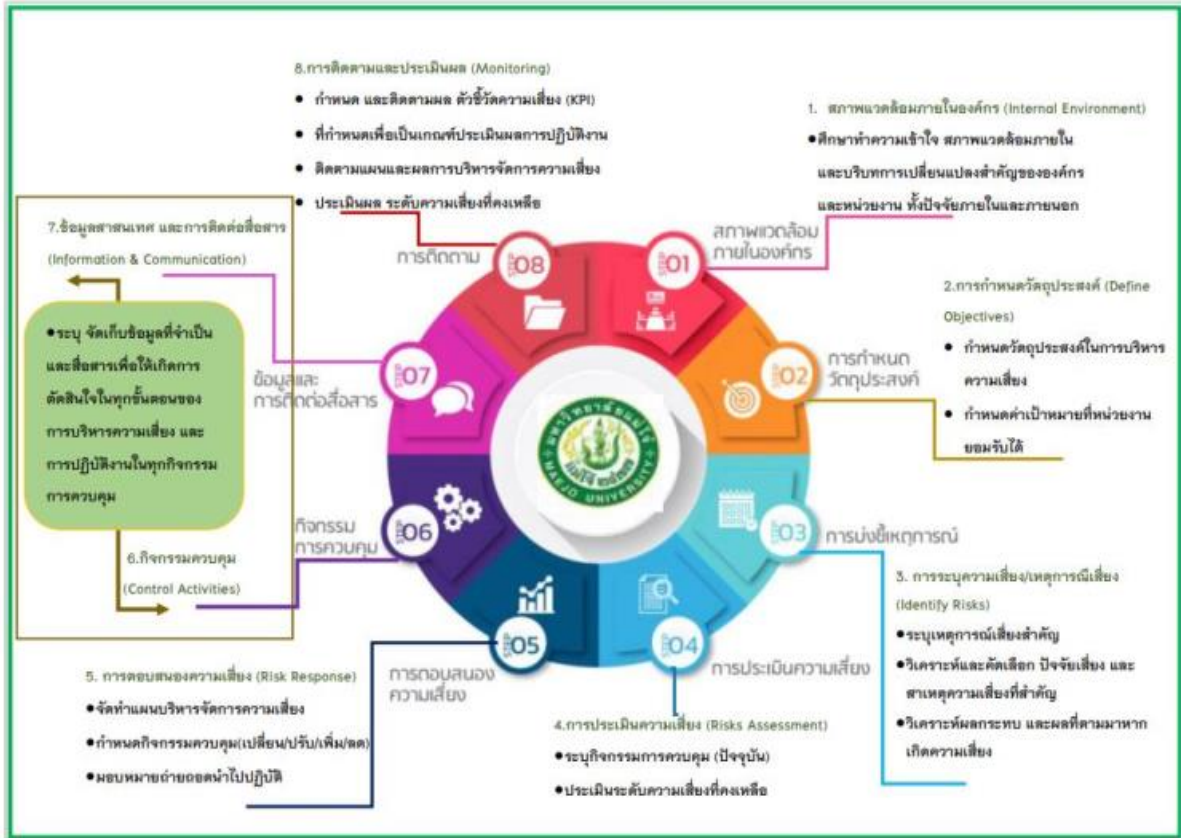 8.การติดตามและประเมินผล (Monitoring)
● กำหนด และติดตามผล ตัวชี้วัดความเสี่ยง (KPI)
● ที่กำหนดเพื่อเป็นเกณฑ์ประเมินผลการปฏิบัติงาน
● ติดตามแผนและผลการบริหารจัดการความเสี่ยง
● ประเมินผล ระดับความเสี่ยงที่คงเหลือ
1. สภาพแวดล้อมภายในองค์กร (Internal Environment)
●ศึกษาทำความเข้าใจ สภาพแวดล้อมภายใน
และบริบทการเปลี่ยนแปลงสำคัญขององค์กร
และหน่วยงาน ทั้งปัจจัยภายในและภายนอก
7.ข้อมูลสาสนเทศ และการติดต่อสื่อสาร
(Information & Communication)
●ระบุ จัดเก็บข้อมูลที่จำเป็น
และสื่อสารเพื่อให้เกิดการ
ตัดสินใจในทุกขั้นตอนของ
การบริหารความเสี่ยง และ
การปฏิบัติงานในทุกกิจกรรม
การควบคุม
6.กิจกรรมควบคุม
(Control Activities)
การติดตาม
STEP 08
STEP 01
สภาพแวดล้อม
ภายในองค์กร
2.การกำหนดวัตถุประสงค์ (Define
Objectives)
● กำหนดวัตถุประสงค์ในการบริหาร
ความเสี่ยง
● กำหนดค่าเป้าหมายที่หน่วยงาน
ยอมรับได้
STEP 02
การกำหนด
วัตถุประสงค์
STEP 07
ข้อมูลและ
การติดต่อสื่อสาร
มหาวิทยาลัยแม่โจ้
MAEJO UNIVERSITY
STEP 06
กิจกรรม
การควบคุม
STEP 03
การบ่งชี้เหตุการณ์
3. การระบุความเสี่ยง/เหตุการณ์เสี่ยง
(Identify Risks)
●ระบุเหตุการณ์เสี่ยงสำคัญ
●วิเคราะห์และคัดเลือก ปัจจัยเสี่ยง และ
สาเหตุความเสี่ยงที่สำคัญ
●วิเคราะห์ผลกระทบ และผลที่ตามมาหาก
เกิดความเสี่ยง
STEP 05
การตอบสนอง
ความเสี่ยง
STEP 04
การประเมินความเสี่ยง
5. การตอบสนองความเสี่ยง (Risk Response)
●จัดทำแผนบริหารจัดการความเสี่ยง
●กำหนดกิจกรรมควบคุม(เปลี่ยน/ปรับ/เพิ่ม/ลด)
●มอบหมายถ่ายถอดนำไปปฏิบัติ
4.การประเมินความเสี่ยง (Risks Assessment)
●ระบุกิจกรรมการควบคุม (ปัจจุบัน)
●ประเมินระดับความเสี่ยงที่คงเหลือ